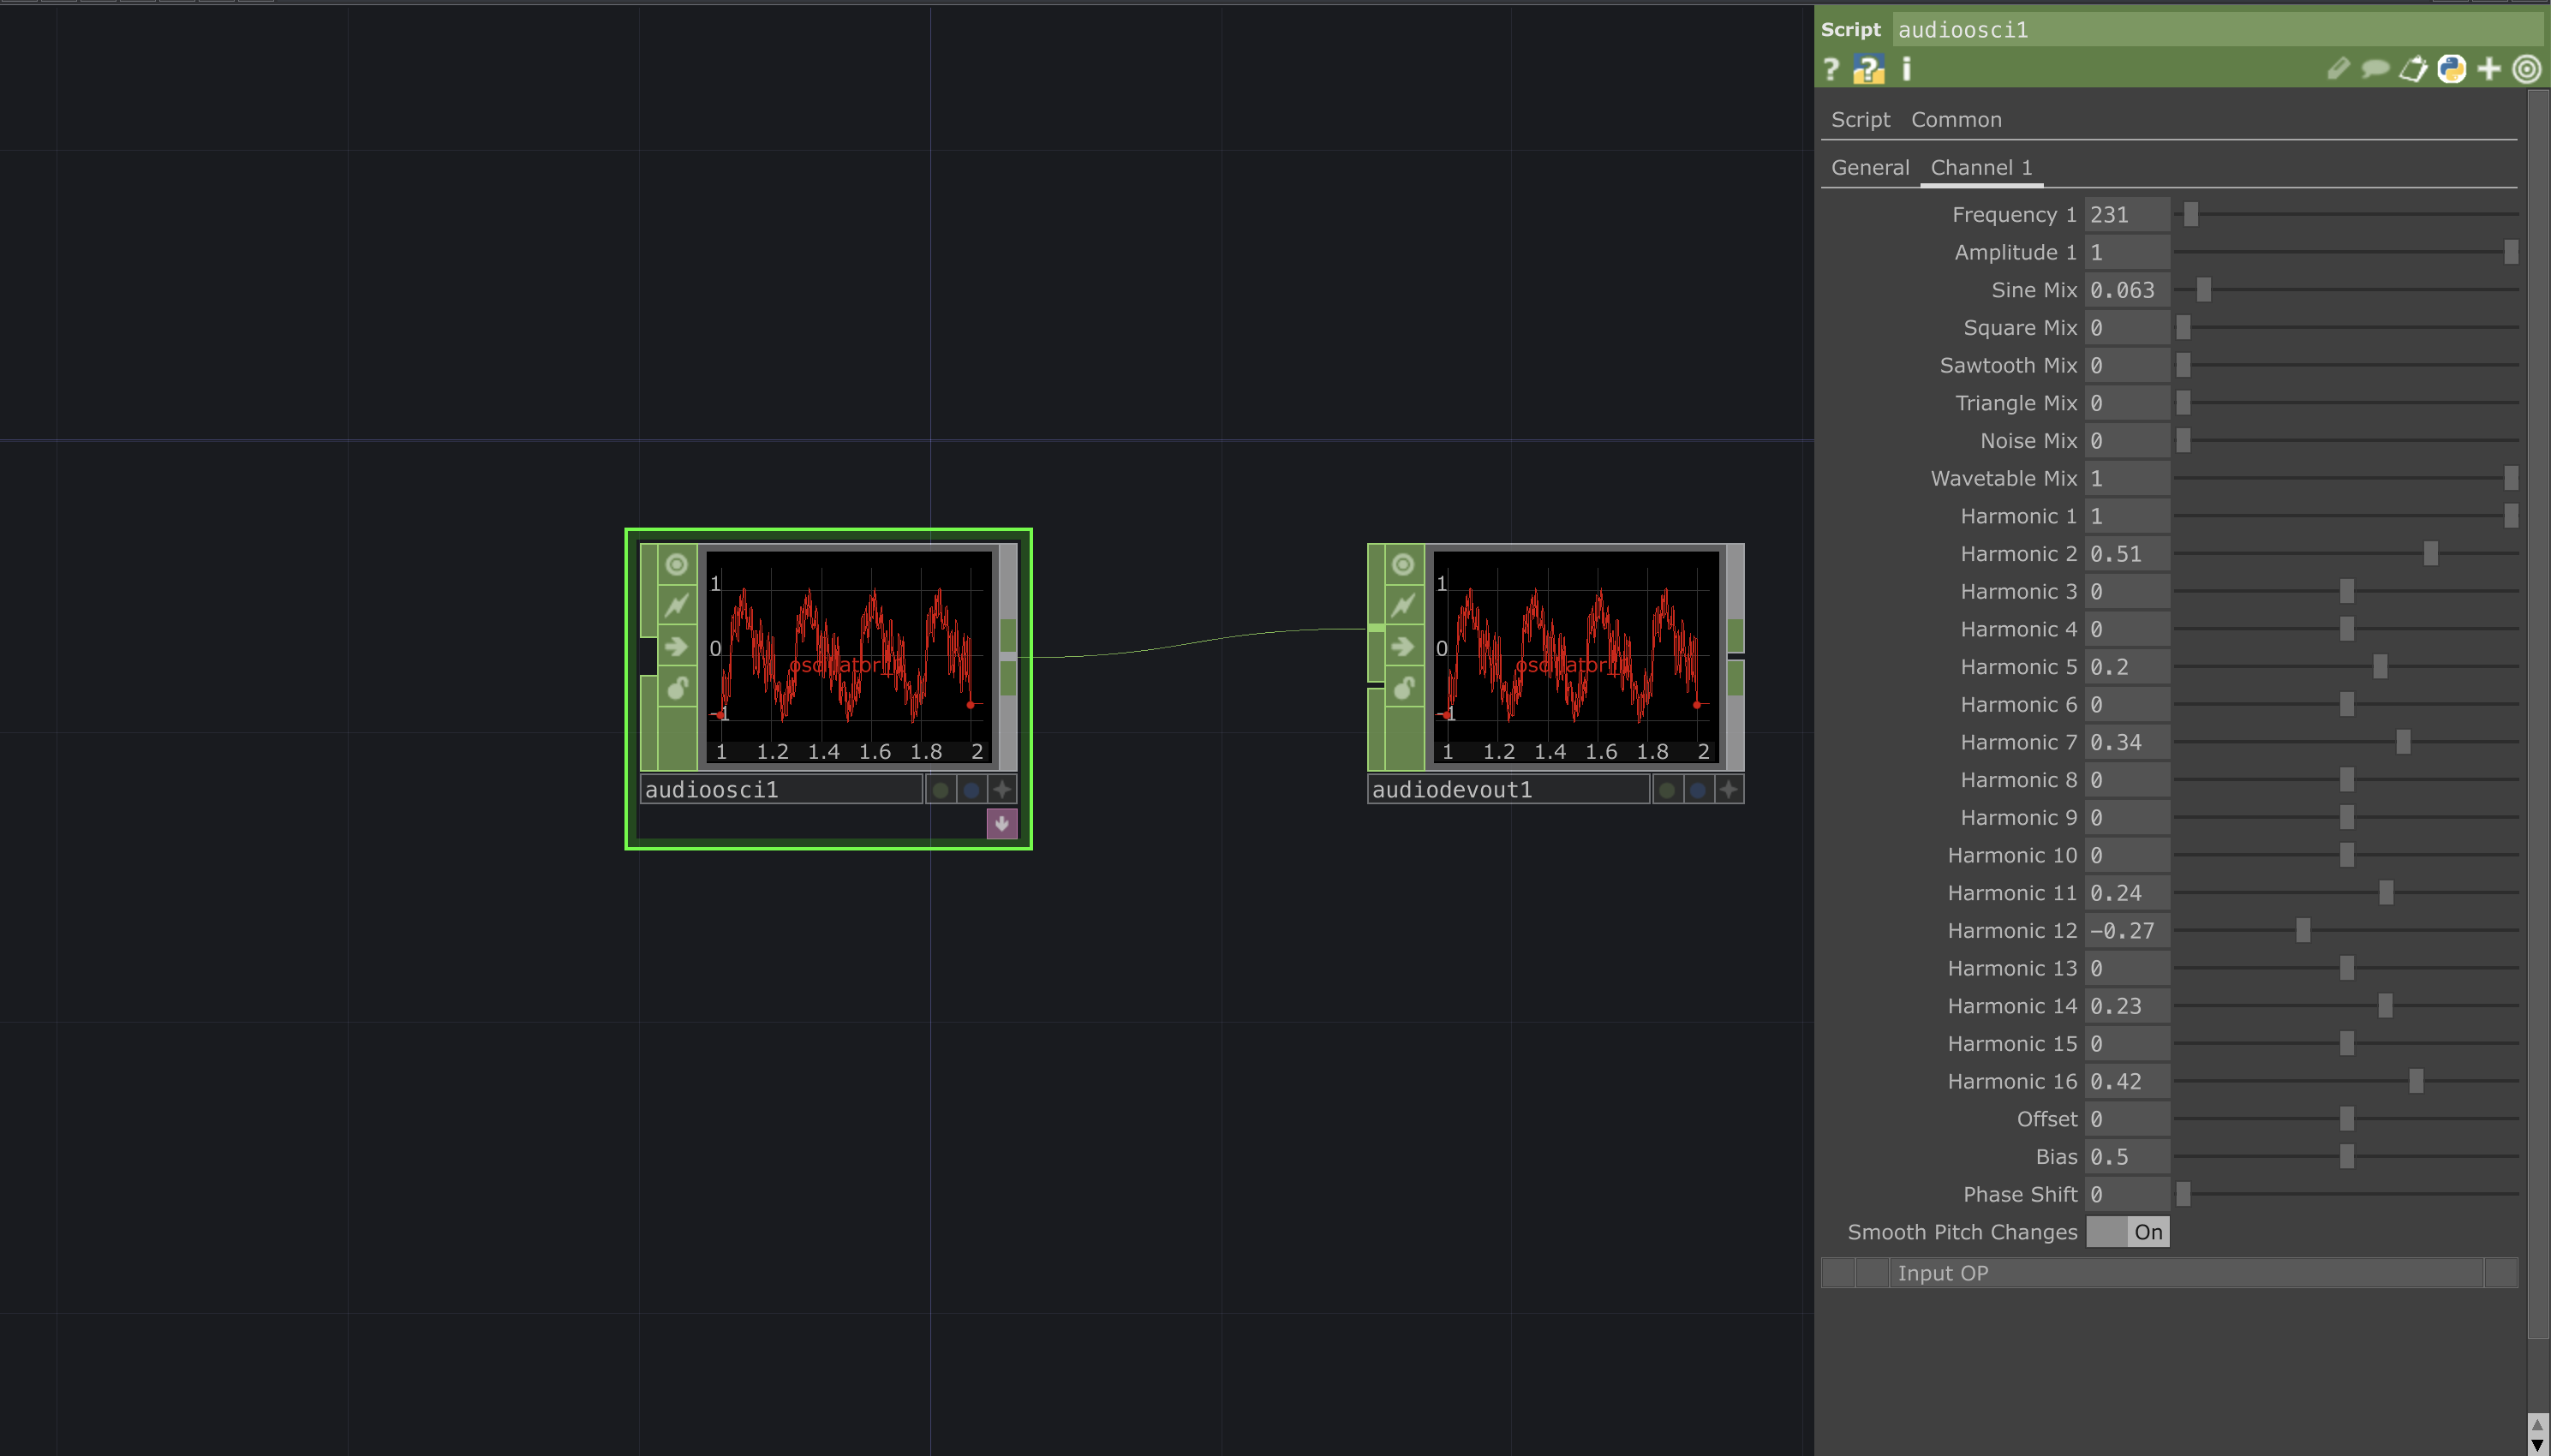 Script audioosci1
? ? i
Script Common
General Channel 1
Frequency 1 231
Amplitude 1 1
Sine Mix 0.063
Square Mix 0
Sawtooth Mix 0
Triangle Mix 0
Noise Mix 0
Wavetable Mix 1
Harmonic 1 1
Harmonic 2 0.51
Harmonic 3 0
Harmonic 4 0
Harmonic 5 0.2
Harmonic 6 0
Harmonic 7 0.34
Harmonic 8 0
Harmonic 9 0
Harmonic 10 0
Harmonic 11 0.24
Harmonic 12 -0.27
Harmonic 13 0
Harmonic 14 0.23
Harmonic 15 0
Harmonic 16 0.42
Offset 0
Bias 0.5
Phase Shift 0
Smooth Pitch Changes On
Input OP
1
0
-1
1 1.2 1.4 1.6 1.8 2
audioosci1
1
0
-1
1 1.2 1.4 1.6 1.8 2
audiodevout1